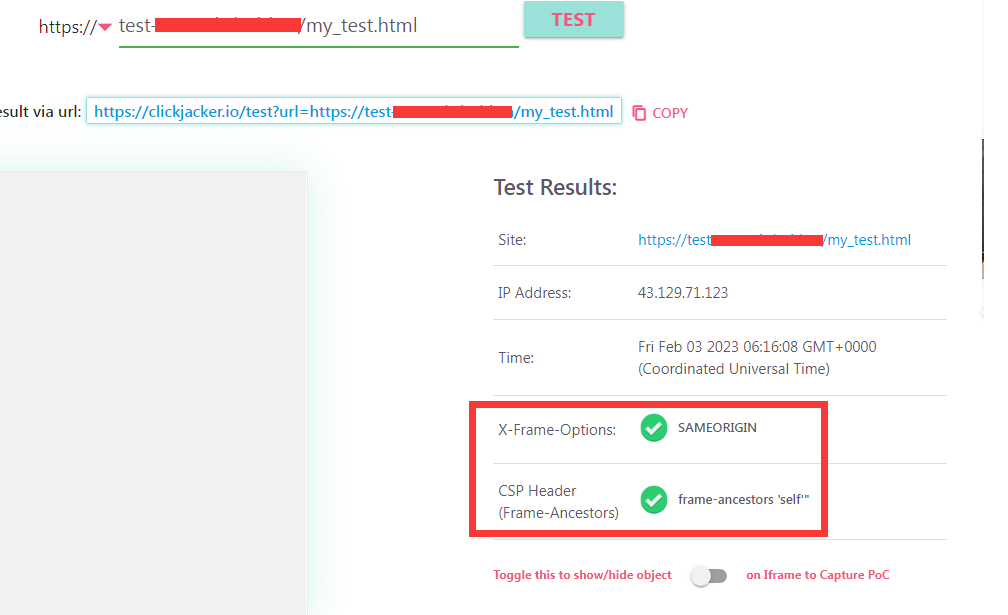 https:// test- /my_test.html TEST
esult via url: https://clickjacker.io/test?url=https://test- /my_test.html COPY
Test Results:
Site: https://test /my_test.html
IP Address: 43.129.71.123
Time: Fri Feb 03 2023 06:16:08 GMT+0000
(Coordinated Universal Time)
X-Frame-Options: SAMEORIGIN
CSP Header
(Frame-Ancestors) frame-ancestors 'self'"
Toggle this to show/hide object on Iframe to Capture PoC